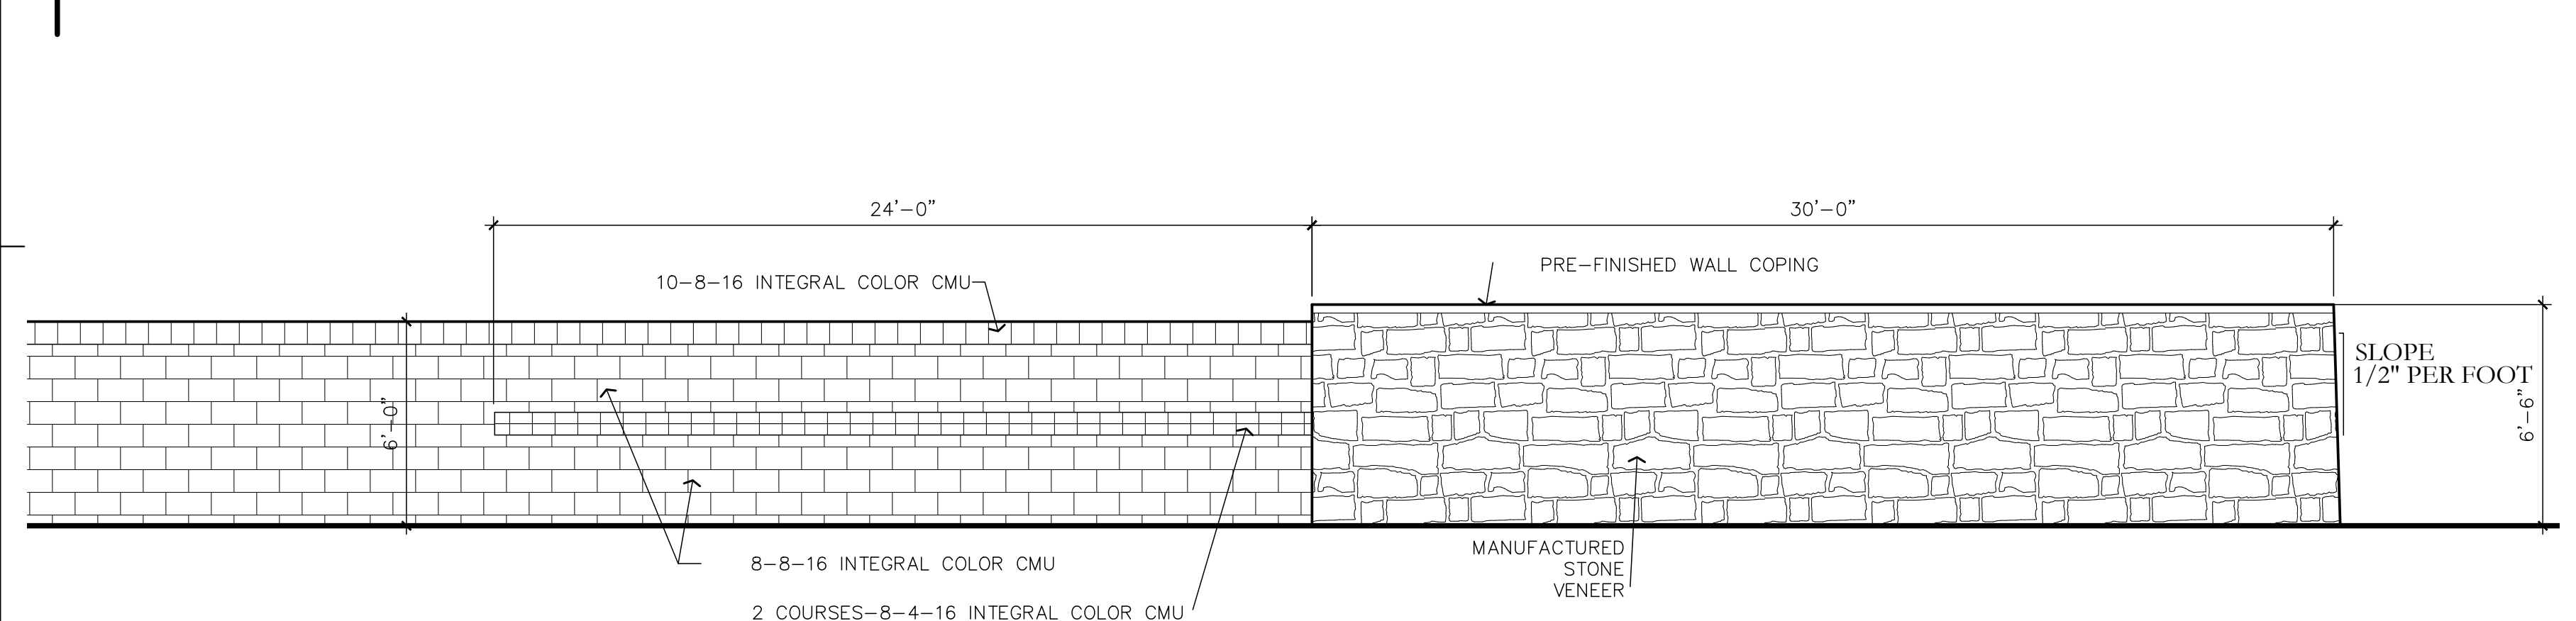 24'-0"
30'-0"
PRE-FINISHED WALL COPING
10-8-16 INTEGRAL COLOR CMU
SLOPE
1/2" PER FOOT
6'-0"
6'-6"
MANUFACTURED
STONE
VENEER
8-8-16 INTEGRAL COLOR CMU
2 COURSES-8-4-16 INTEGRAL COLOR CMU